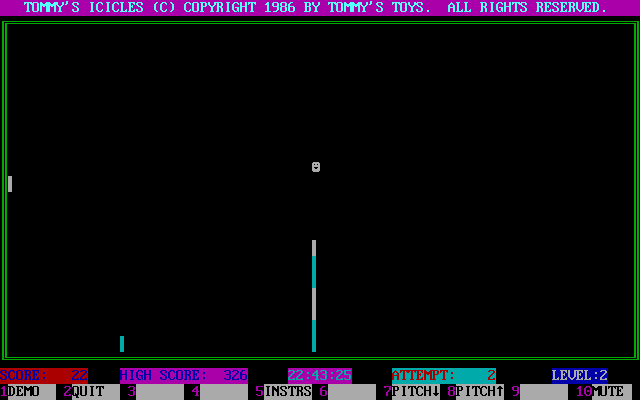 TOMMY'S ICICLES (C) COPYRIGHT 1986 BY TOMMY'S TOYS. ALL RIGHTS RESERVED.
SCORE: 22 HIGH SCORE: 326 22:43:25 ATTEMPT: 2 LEVEL:2
1DEMO 2QUIT 3 4 5INSTRS 6 7PITCH↓ 8PITCH↑ 9 10MUTE